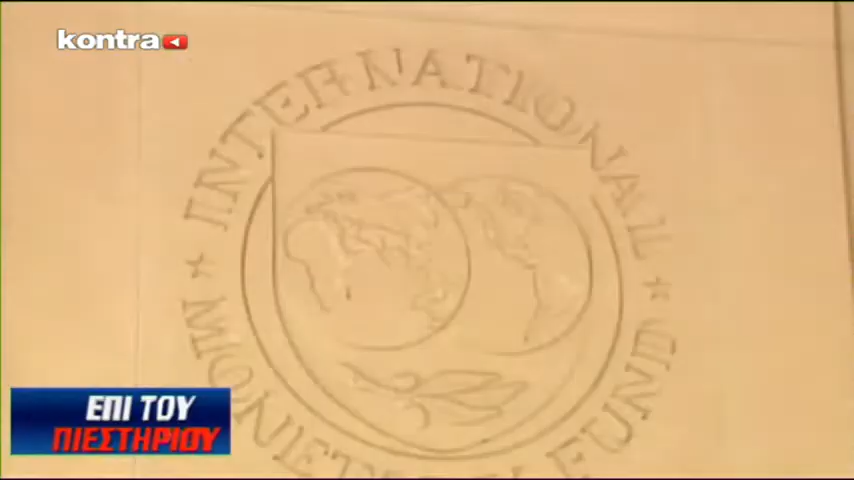 kontra
INTERNATIONAL
MONETARY FUND
ΕΠΙ ΤΟΥ
ΠΙΕΣΤΗΡΙΟΥ